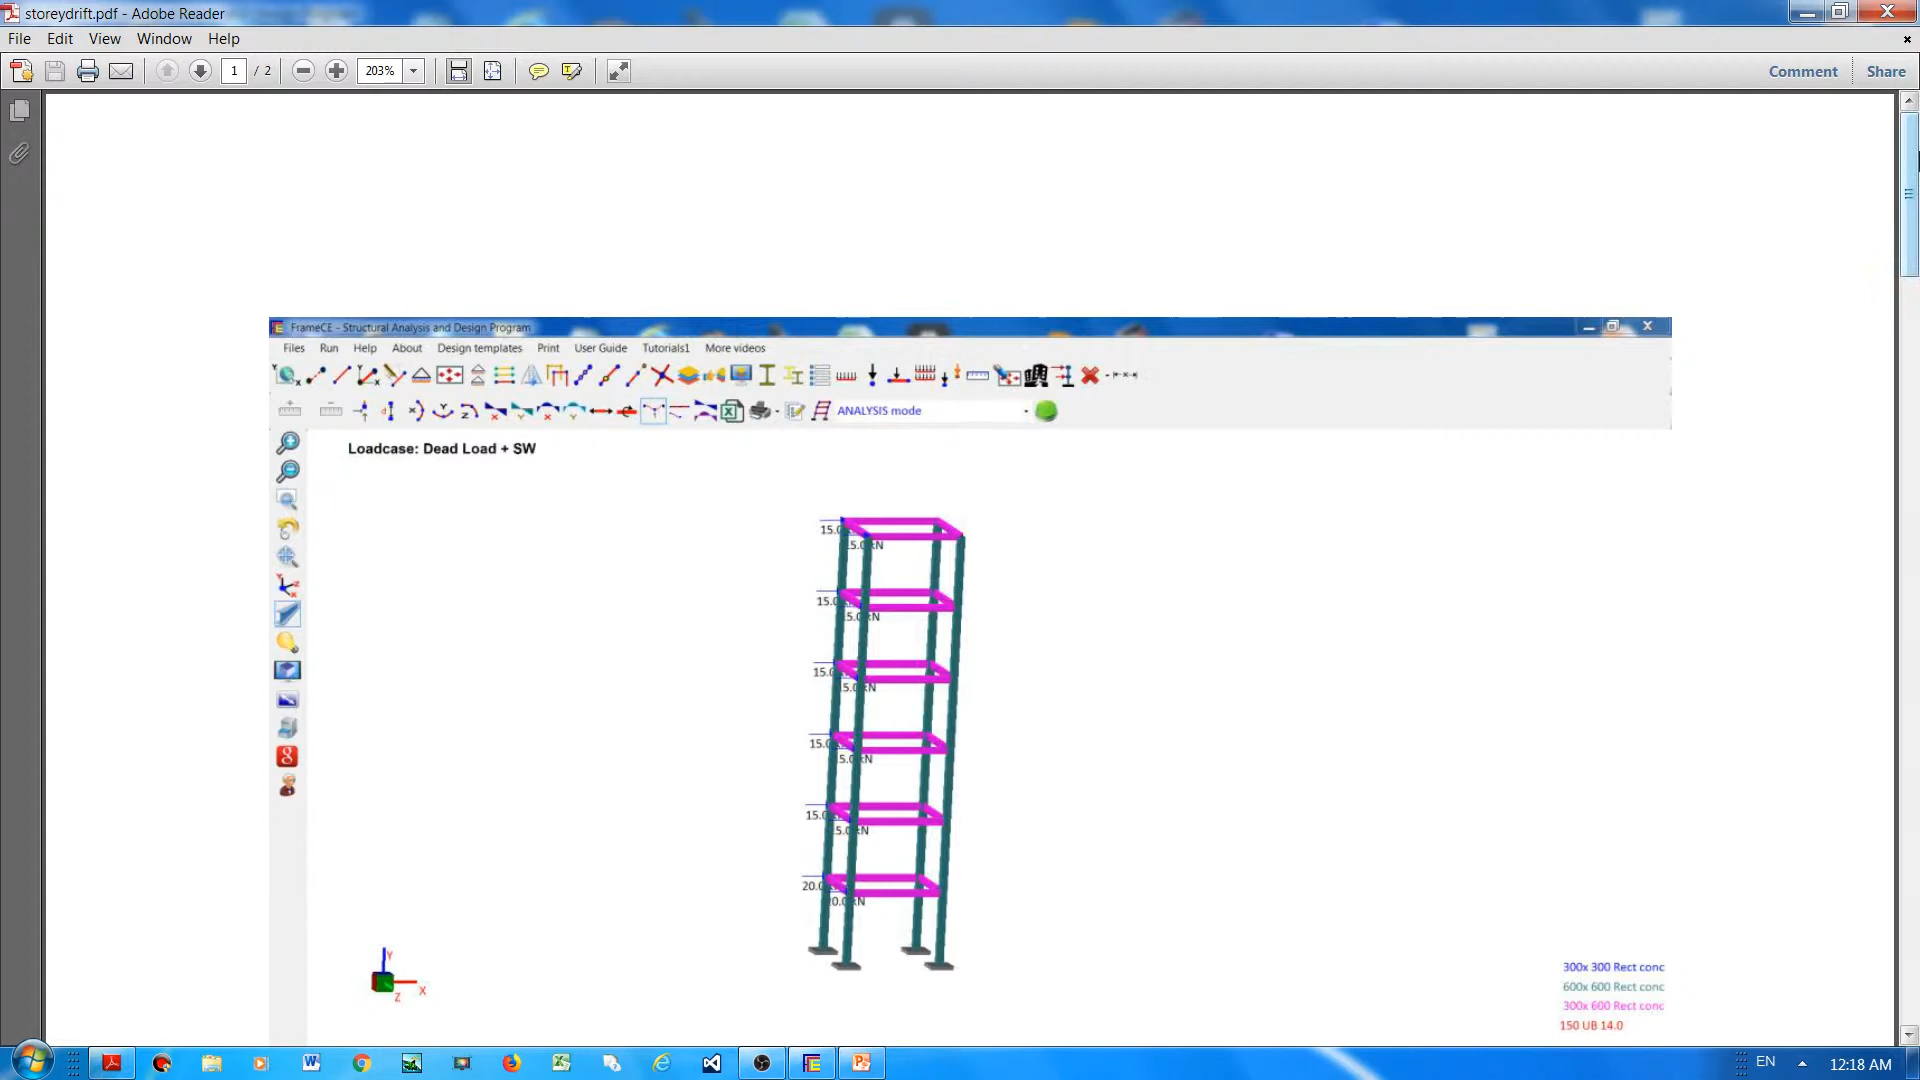 storeydrift.pdf - Adobe Reader
File Edit View Window Help
1 / 2 203% Comment Share
FrameCE - Structural Analysis and Design Program
Files Run Help About Design templates Print User Guide Tutorials1 More videos
ANALYSIS mode
Loadcase: Dead Load + SW
Y
X
Z
300x 300 Rect conc
600x 600 Rect conc
300x 600 Rect conc
150 UB 14.0
EN 12:18 AM